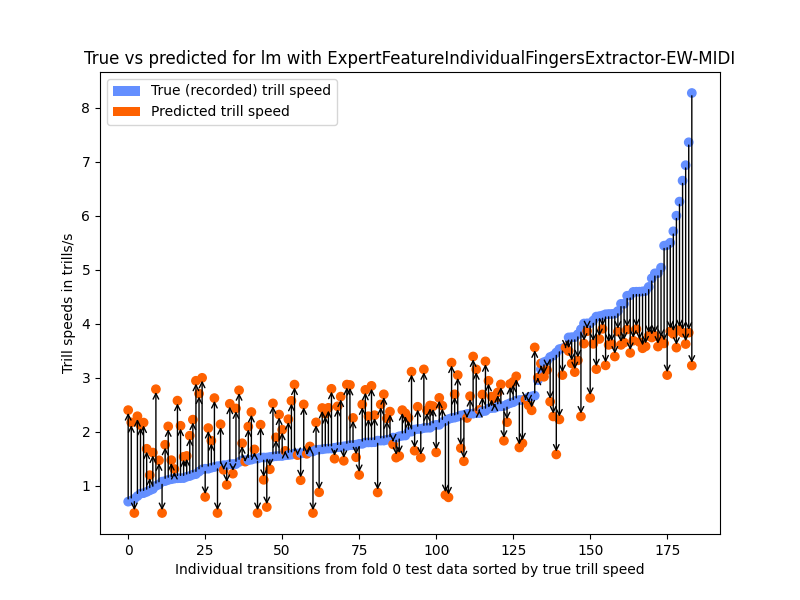 True vs predicted for lm with ExpertFeatureIndividualFingersExtractor-EW-MIDI
True (recorded) trill speed
Predicted trill speed
8
7
6
5
4
3
2
1
Trill speeds in trills/s
0 25 50 75 100 125 150 175
Individual transitions from fold 0 test data sorted by true trill speed